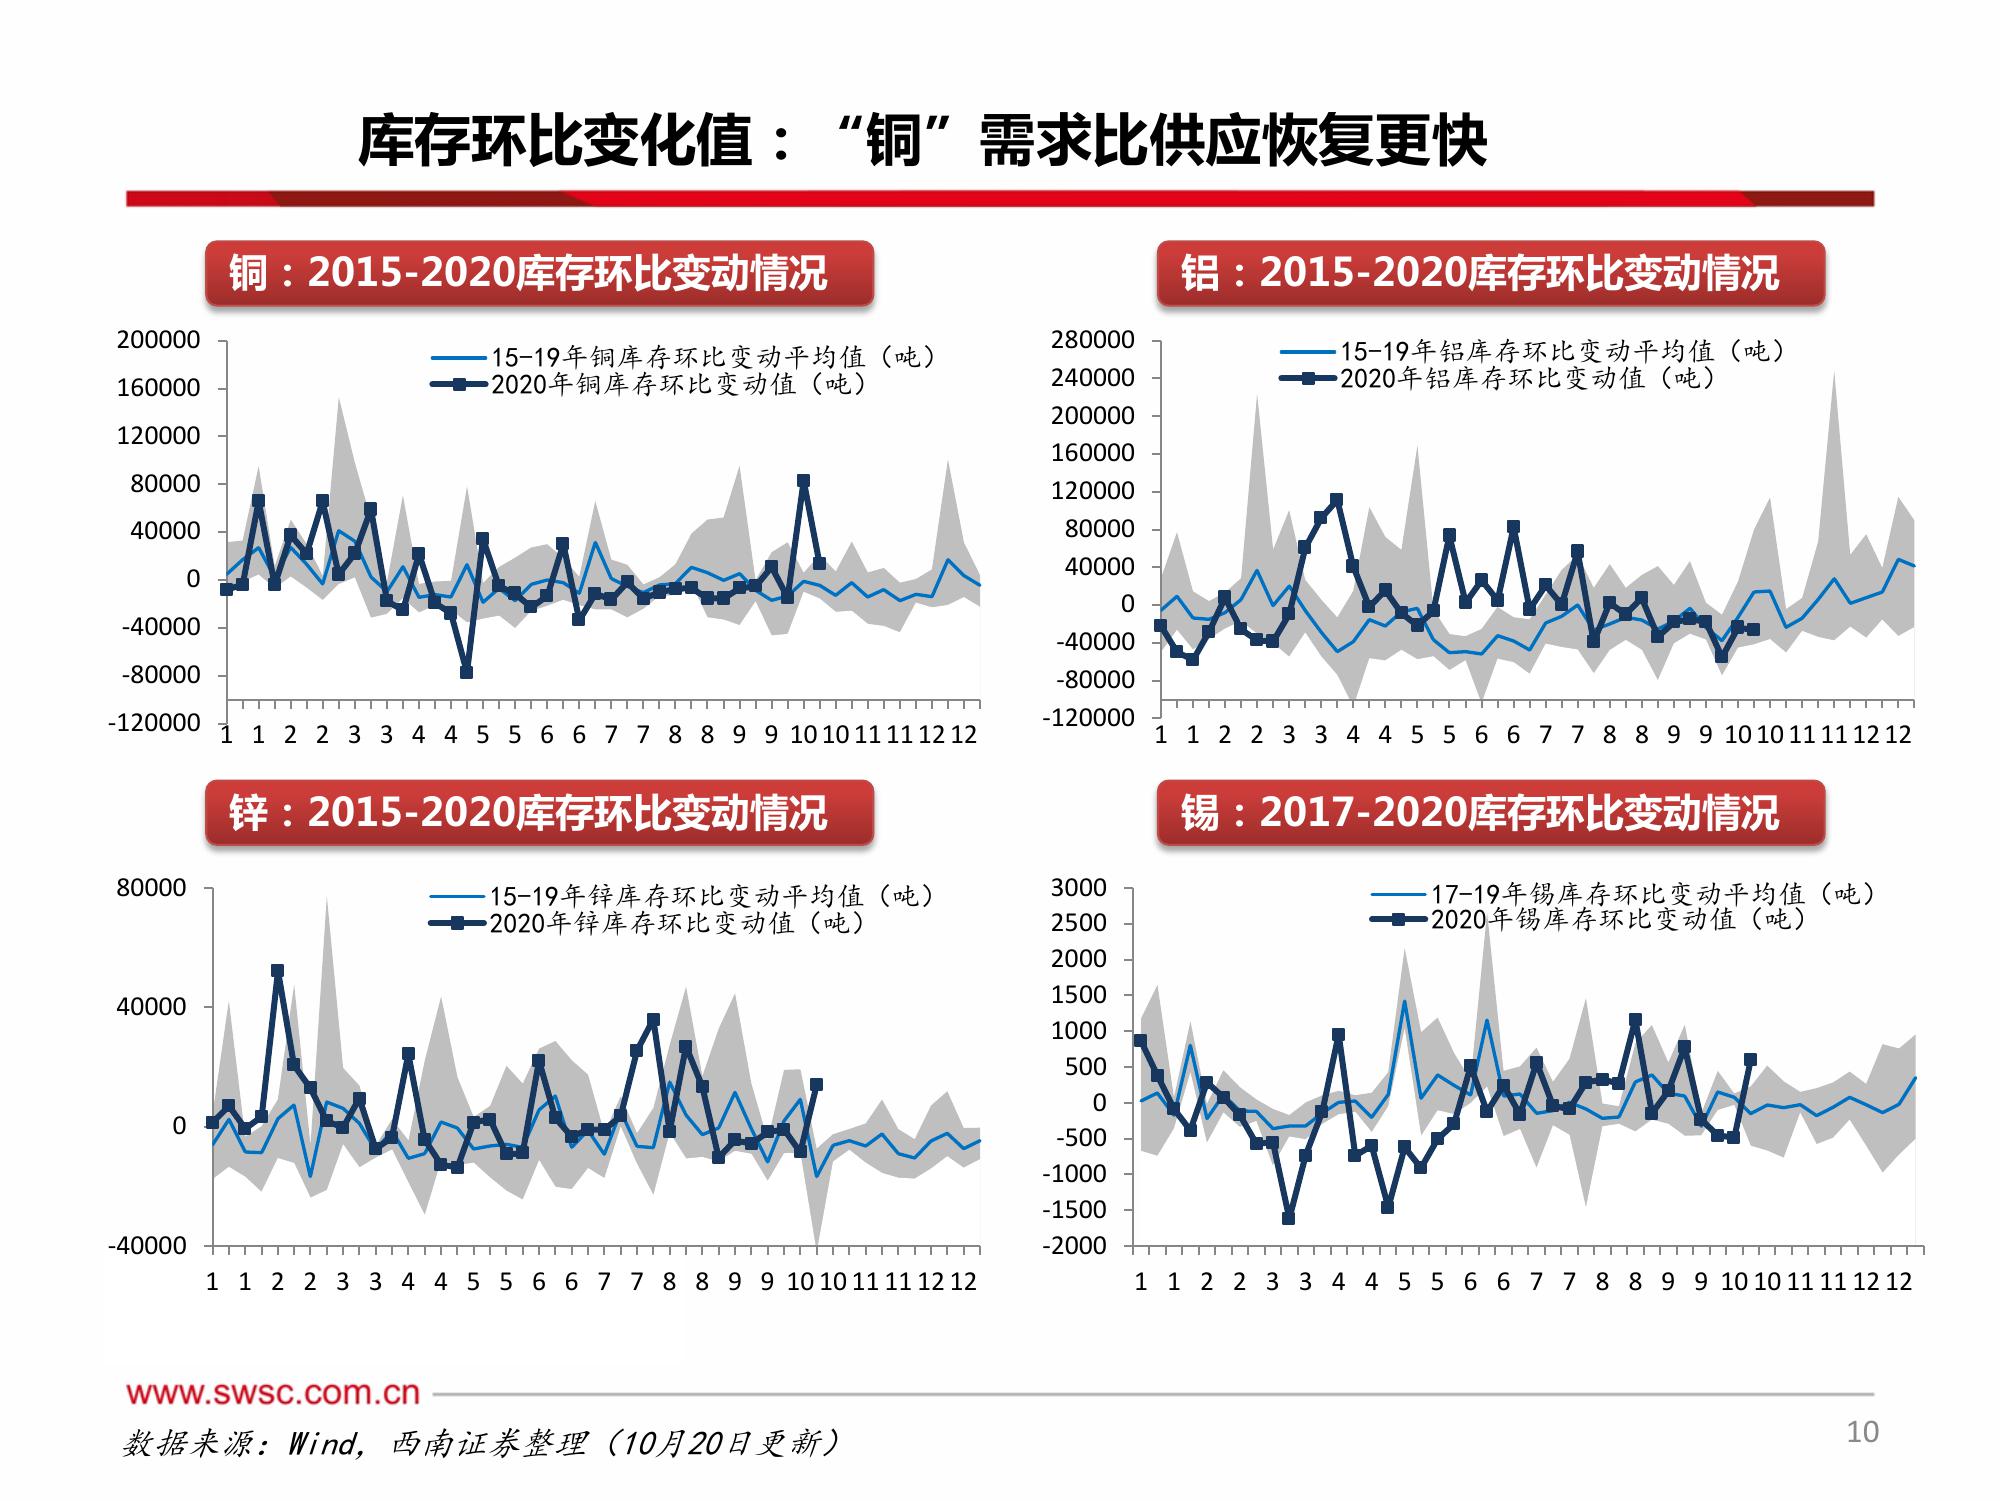 库存环比变化值：“铜”需求比供应恢复更快
铜：2015-2020库存环比变动情况
200000
160000
120000
80000
40000
0
-40000
-80000
-120000
15-19年铜库存环比变动平均值（吨）
2020年铜库存环比变动值（吨）
1 1 2 2 3 3 4 4 5 5 6 6 7 7 8 8 9 9 10 10 11 11 12 12
铝：2015-2020库存环比变动情况
280000
240000
200000
160000
120000
80000
40000
0
-40000
-80000
-120000
15-19年铝库存环比变动平均值（吨）
2020年铝库存环比变动值（吨）
1 1 2 2 3 3 4 4 5 5 6 6 7 7 8 8 9 9 10 10 11 11 12 12
锌：2015-2020库存环比变动情况
80000
40000
0
-40000
15-19年锌库存环比变动平均值（吨）
2020年锌库存环比变动值（吨）
1 1 2 2 3 3 4 4 5 5 6 6 7 7 8 8 9 9 10 10 11 11 12 12
锡：2017-2020库存环比变动情况
3000
2500
2000
1500
1000
500
0
-500
-1000
-1500
-2000
17-19年锡库存环比变动平均值（吨）
2020年锡库存环比变动值（吨）
1 1 2 2 3 3 4 4 5 5 6 6 7 7 8 8 9 9 10 10 11 11 12 12
www.swsc.com.cn
数据来源：Wind，西南证券整理（10月20日更新）
10